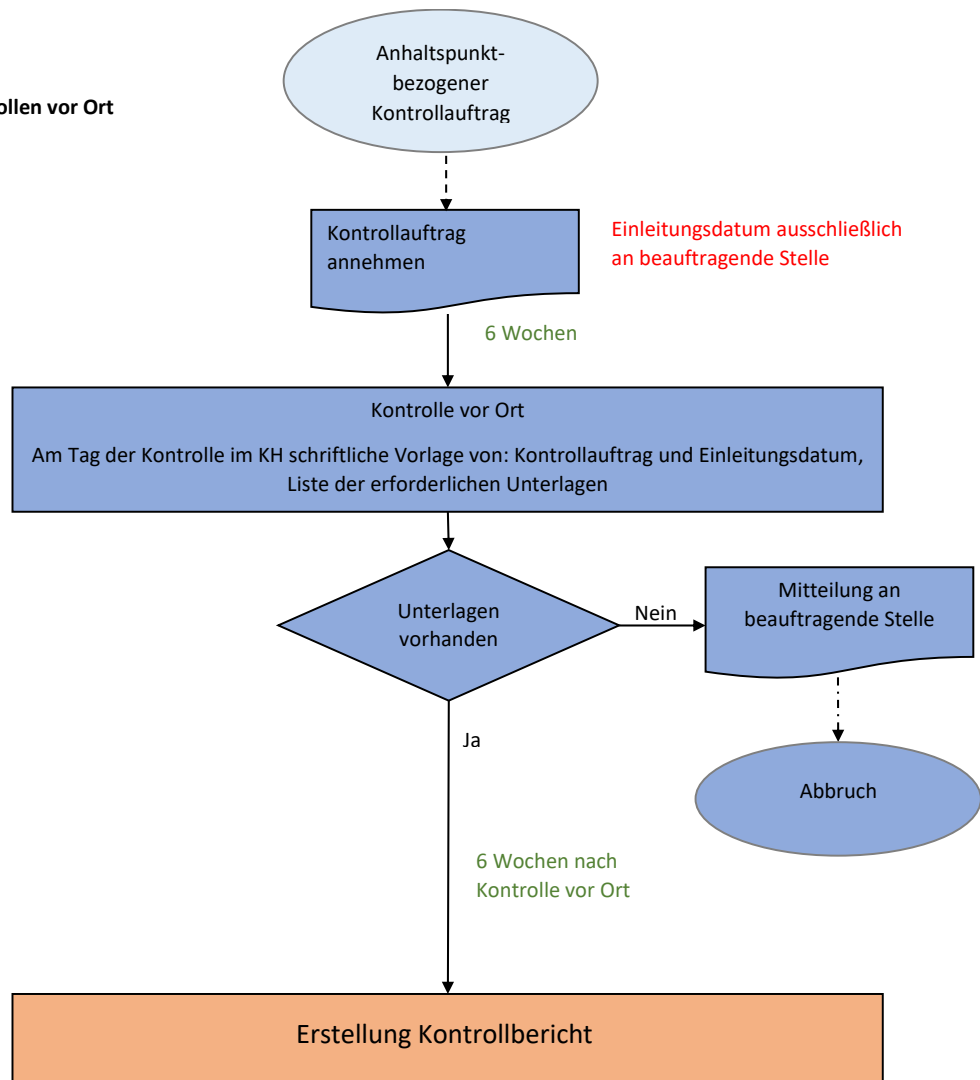 Anhaltspunkt-
bezogener
Kontrollauftrag
ollen vor Ort
Kontrollauftrag
annehmen
Einleitungsdatum ausschließlich
an beauftragende Stelle
6 Wochen
Kontrolle vor Ort
Am Tag der Kontrolle im KH schriftliche Vorlage von: Kontrollauftrag und Einleitungsdatum,
Liste der erforderlichen Unterlagen
Unterlagen
vorhanden
Nein
Mitteilung an
beauftragende Stelle
Ja
Abbruch
6 Wochen nach
Kontrolle vor Ort
Erstellung Kontrollbericht